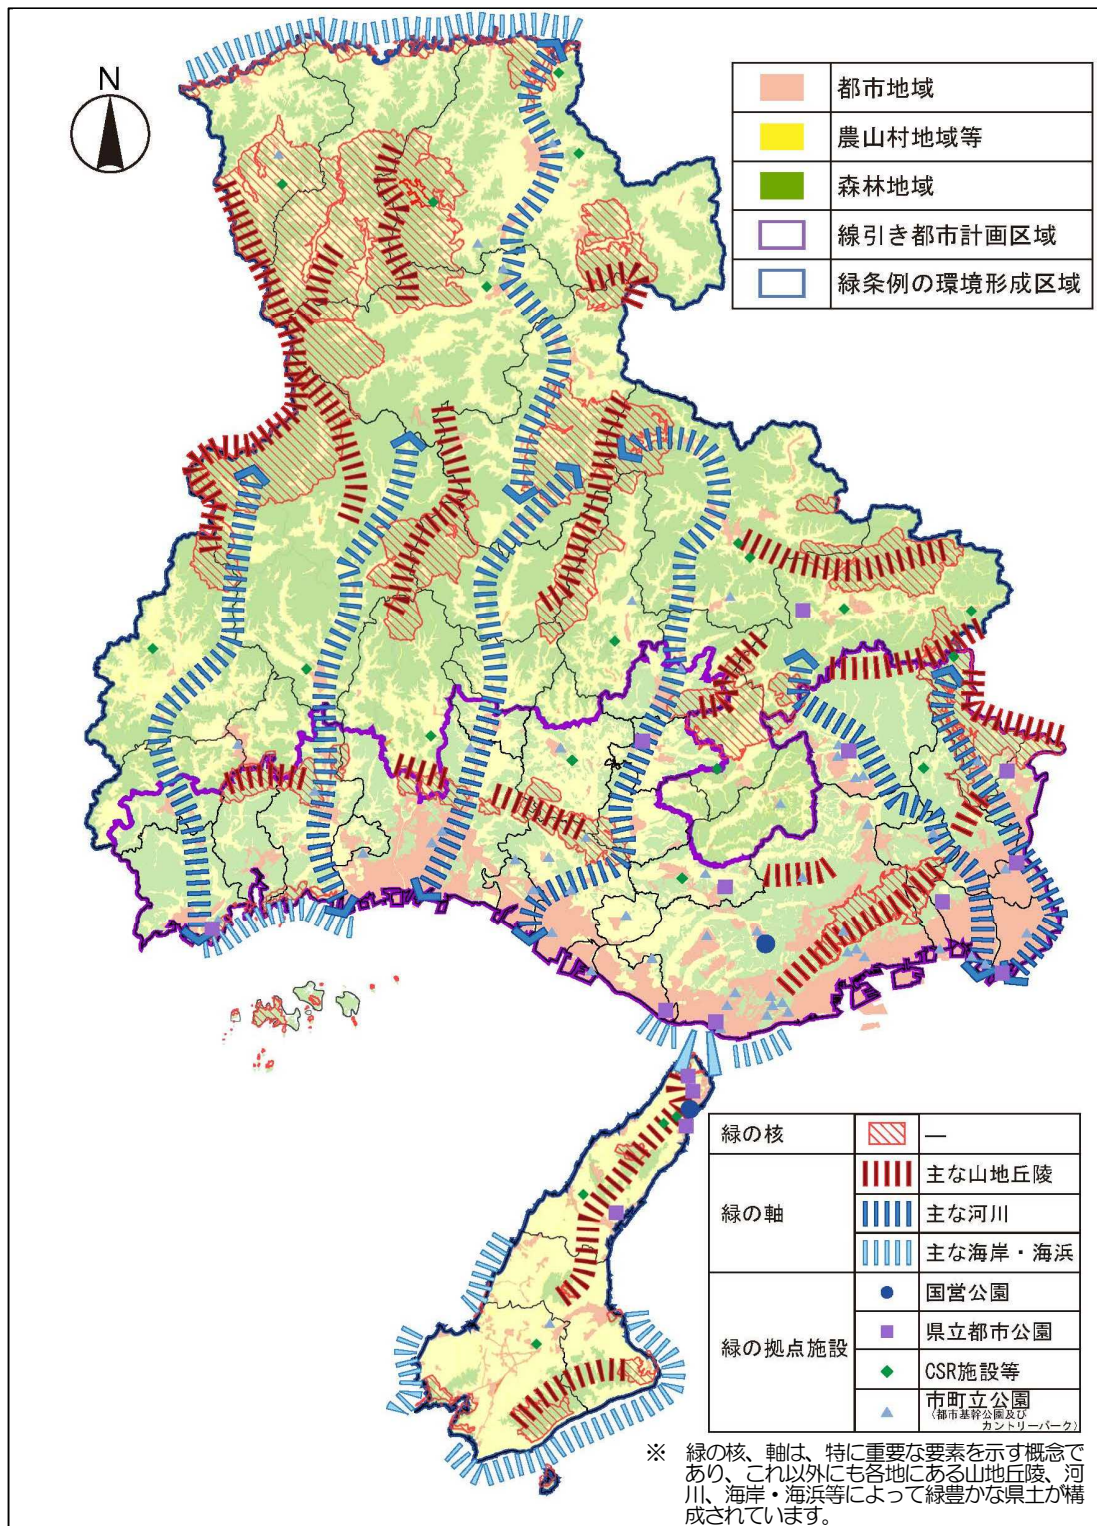 N
都市地域
農山村地域等
森林地域
線引き都市計画区域
緑条例の環境形成区域
緑の核
―
緑の軸
主な山地丘陵
主な河川
主な海岸・海浜
緑の拠点施設
国営公園
県立都市公園
CSR施設等
市町立公園
（都市基幹公園及び
カントリーパーク）
※ 緑の核、軸は、特に重要な要素を示す概念で
あり、これ以外にも各地にある山地丘陵、河
川、海岸・海浜等によって緑豊かな県土が構
成されています。